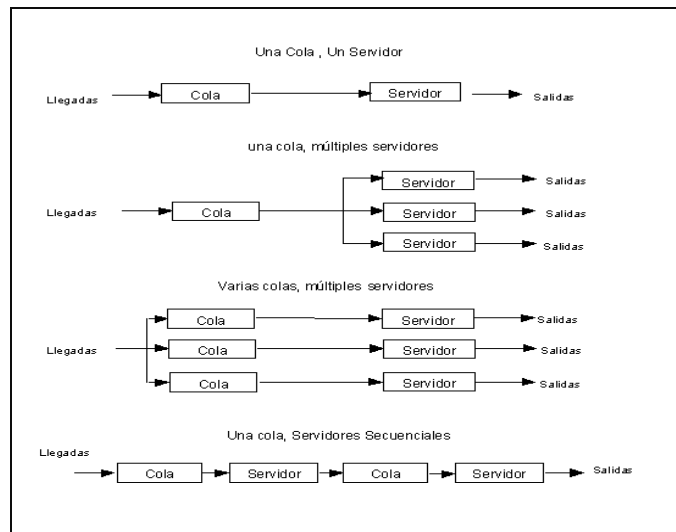 Una Cola , Un Servidor
Llegadas Cola Servidor Salidas
una cola, múltiples servidores
Servidor Salidas
Llegadas Cola Servidor Salidas
Servidor Salidas
Varias colas, múltiples servidores
Cola Servidor Salidas
Llegadas Cola Servidor Salidas
Cola Servidor Salidas
Una cola, Servidores Secuenciales
Llegadas
Cola Servidor Cola Servidor Salidas